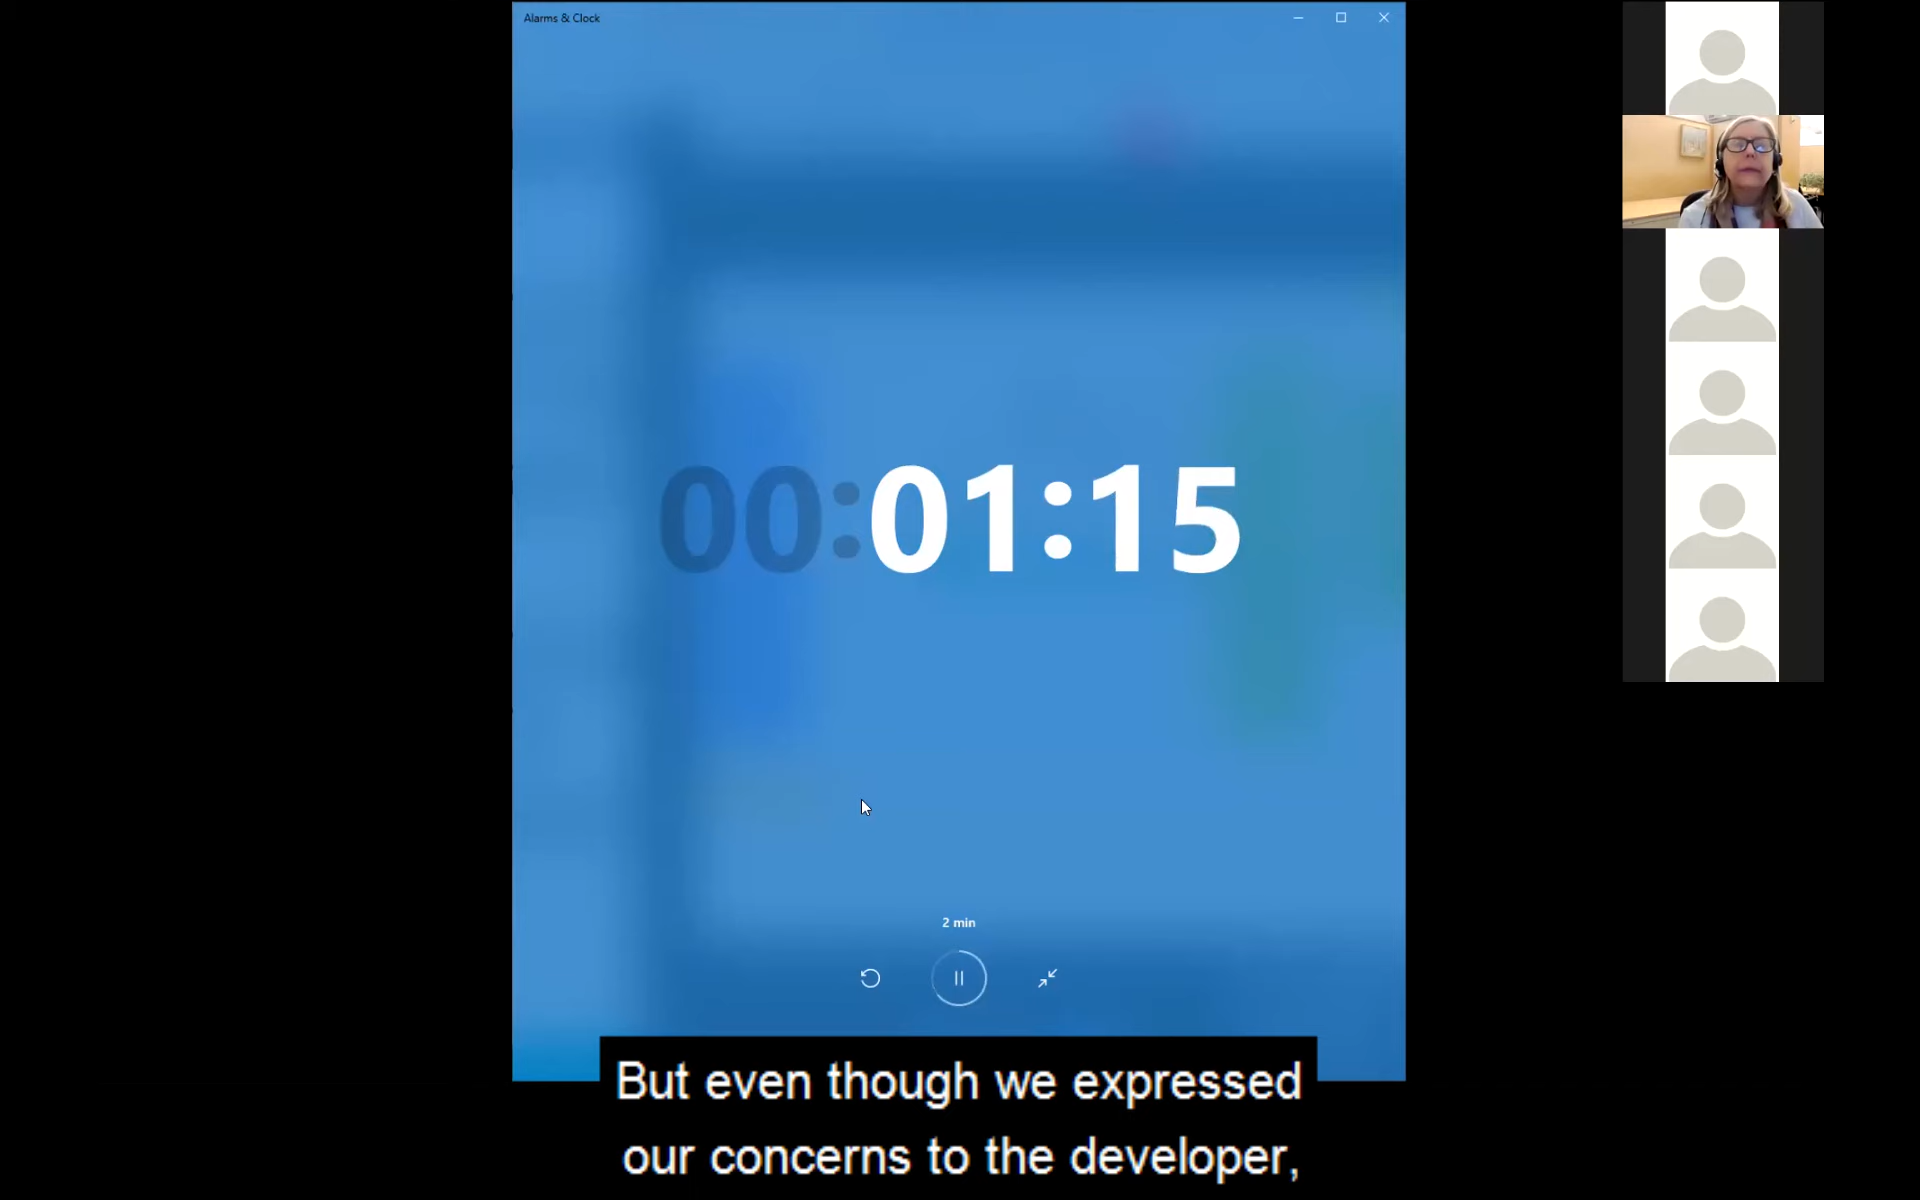 Alarms & Clock
00:01:15
2 min
But even though we expressed
our concerns to the developer,